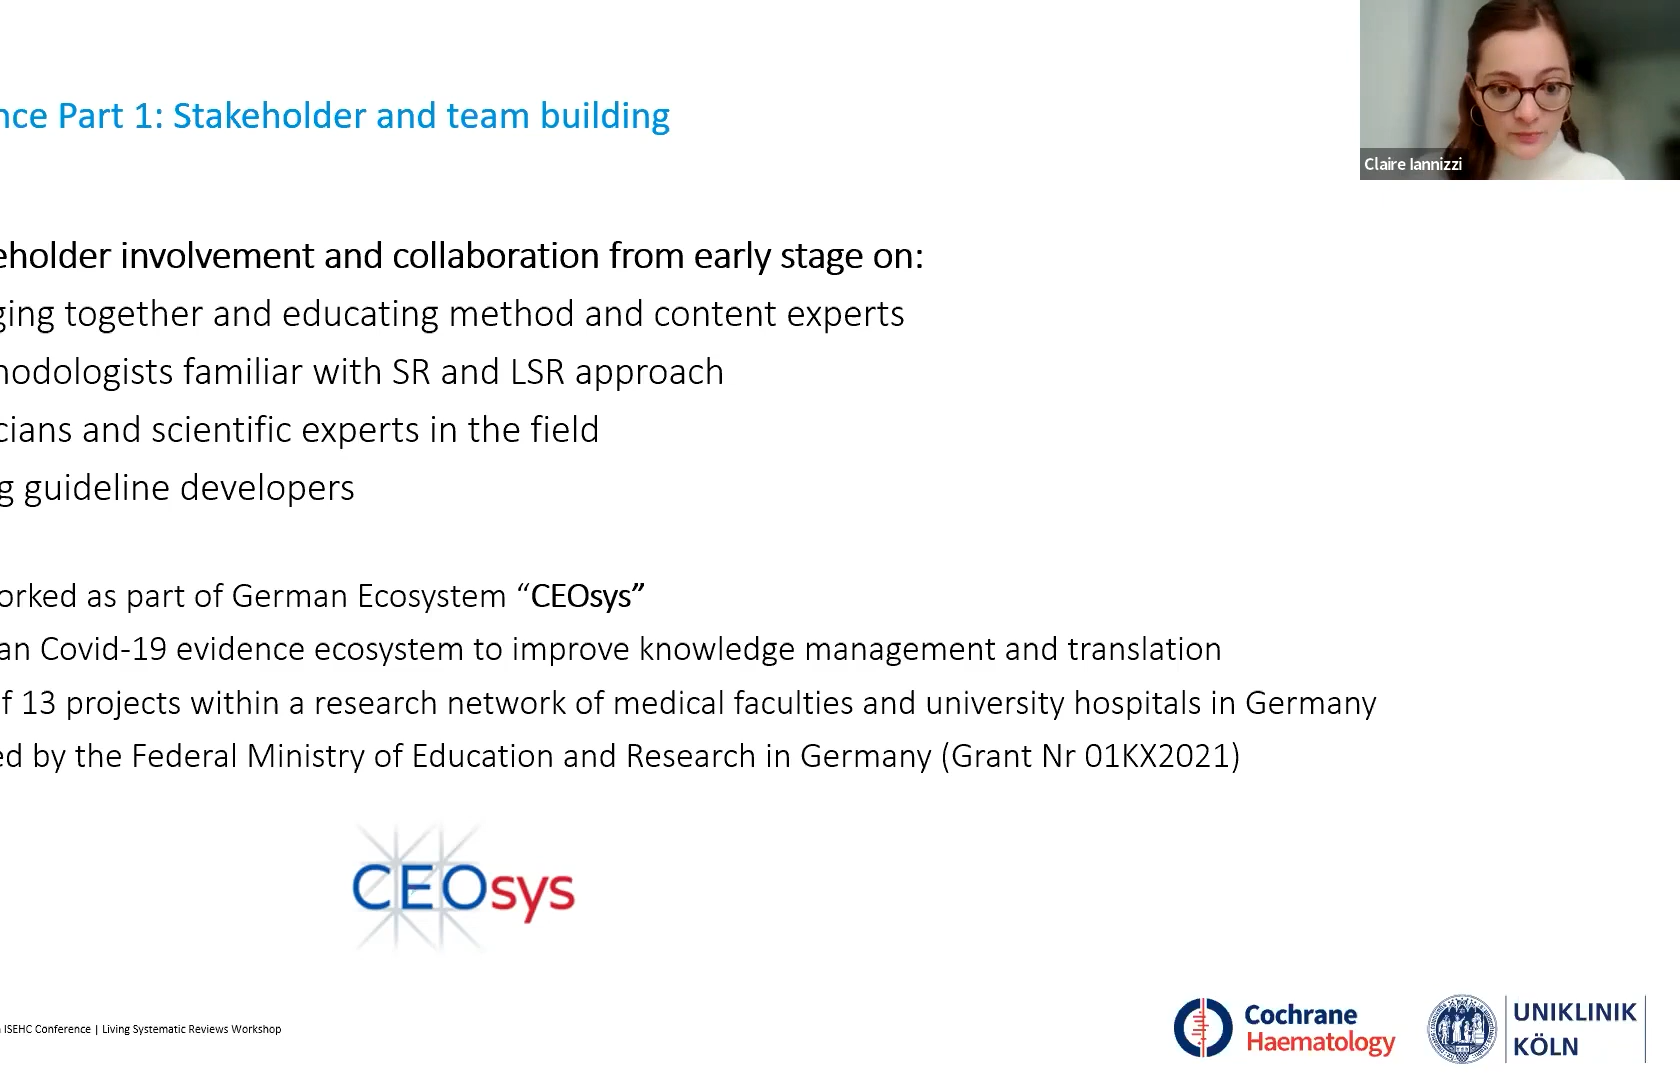 nce Part 1: Stakeholder and team building
Claire Iannizzi
eholder involvement and collaboration from early stage on:
ging together and educating method and content experts
hodologists familiar with SR and LSR approach
cians and scientific experts in the field
g guideline developers
orked as part of German Ecosystem “CEOsys”
an Covid-19 evidence ecosystem to improve knowledge management and translation
f 13 projects within a research network of medical faculties and university hospitals in Germany
ed by the Federal Ministry of Education and Research in Germany (Grant Nr 01KX2021)
CEOsys
ISEHC Conference | Living Systematic Reviews Workshop
Cochrane
Haematology
UNIKLINIK
KÖLN